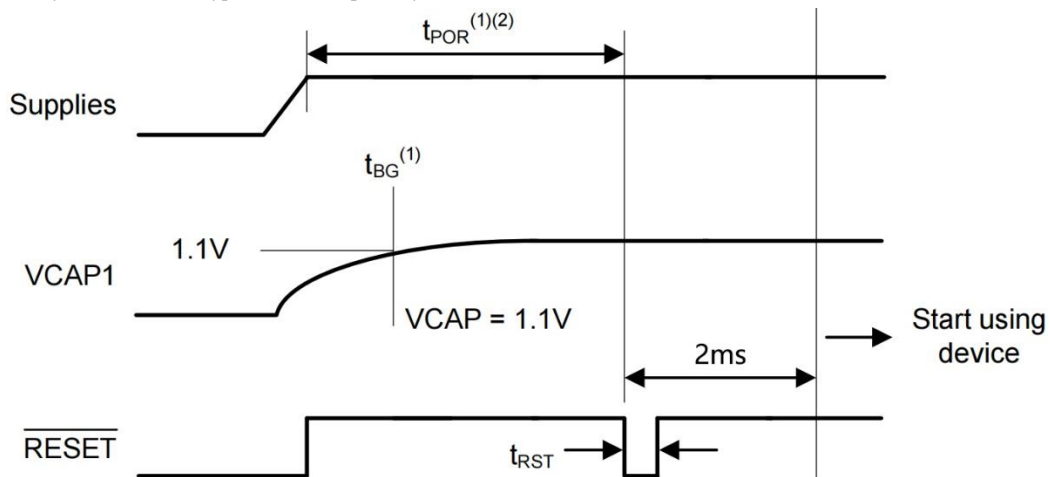 tPOR(1)(2)
Supplies
tBG(1)
1.1V
VCAP1
VCAP = 1.1V
Start using
device
2ms
RESET
tRST